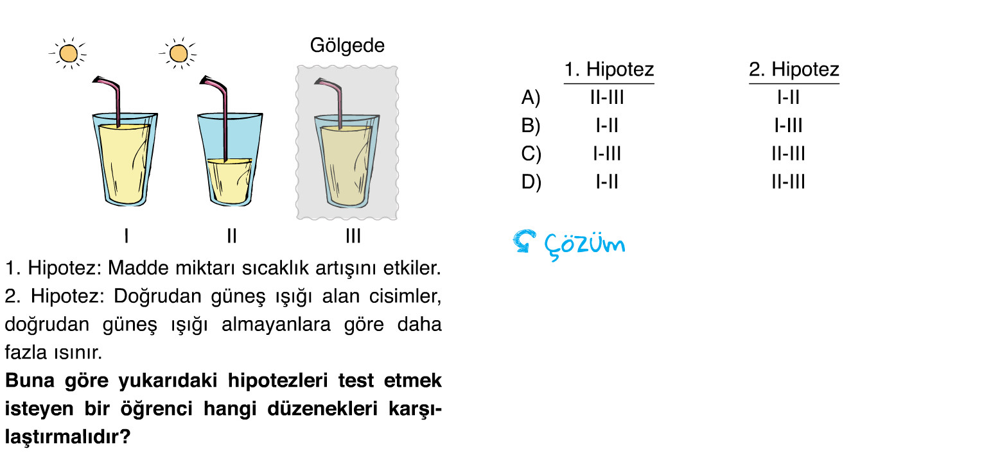 Gölgede
I
II
III
1. Hipotez: Madde miktarı sıcaklık artışını etkiler.
2. Hipotez: Doğrudan güneş ışığı alan cisimler,
doğrudan güneş ışığı almayanlara göre daha
fazla ısınır.
Buna göre yukarıdaki hipotezleri test etmek
isteyen bir öğrenci hangi düzenekleri karşı-
laştırmalıdır?
1. Hipotez 2. Hipotez
A) II-III I-II
B) I-II I-III
C) I-III II-III
D) I-II II-III
Çözüm